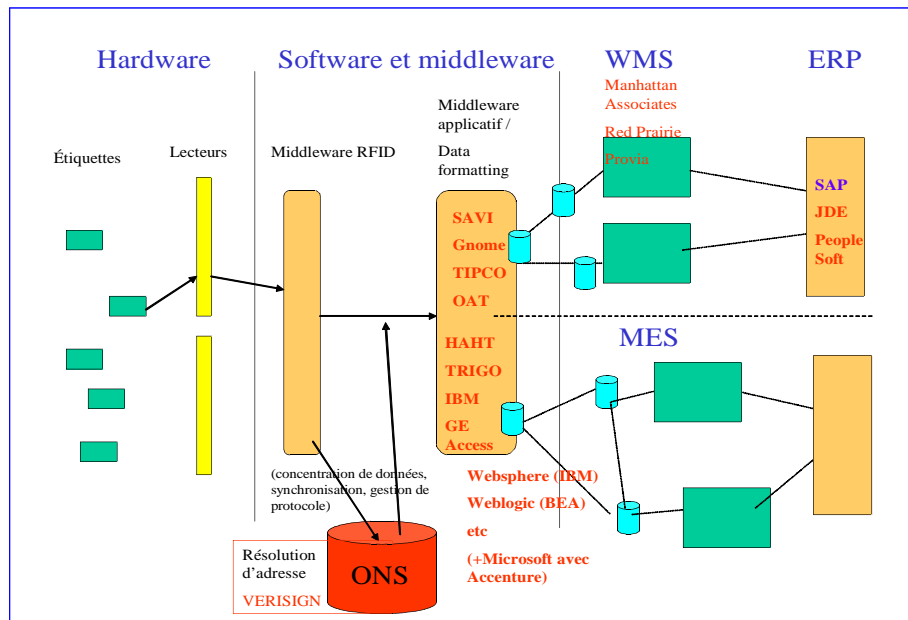 Hardware
Software et middleware
WMS
ERP
Manhattan
Associates
Red Prairie
Provia
Middleware
applicatif /
Data
formatting
Étiquettes
Lecteurs
Middleware RFID
SAVI
Gnome
TIPCO
OAT
HAHT
TRIGO
IBM
GE
Access
SAP
JDE
People
Soft
MES
(concentration de données,
synchronisation, gestion de
protocole)
Websphere (IBM)
Weblogic (BEA)
etc
(+Microsoft avec
Accenture)
Résolution
d'adresse
VERISIGN
ONS